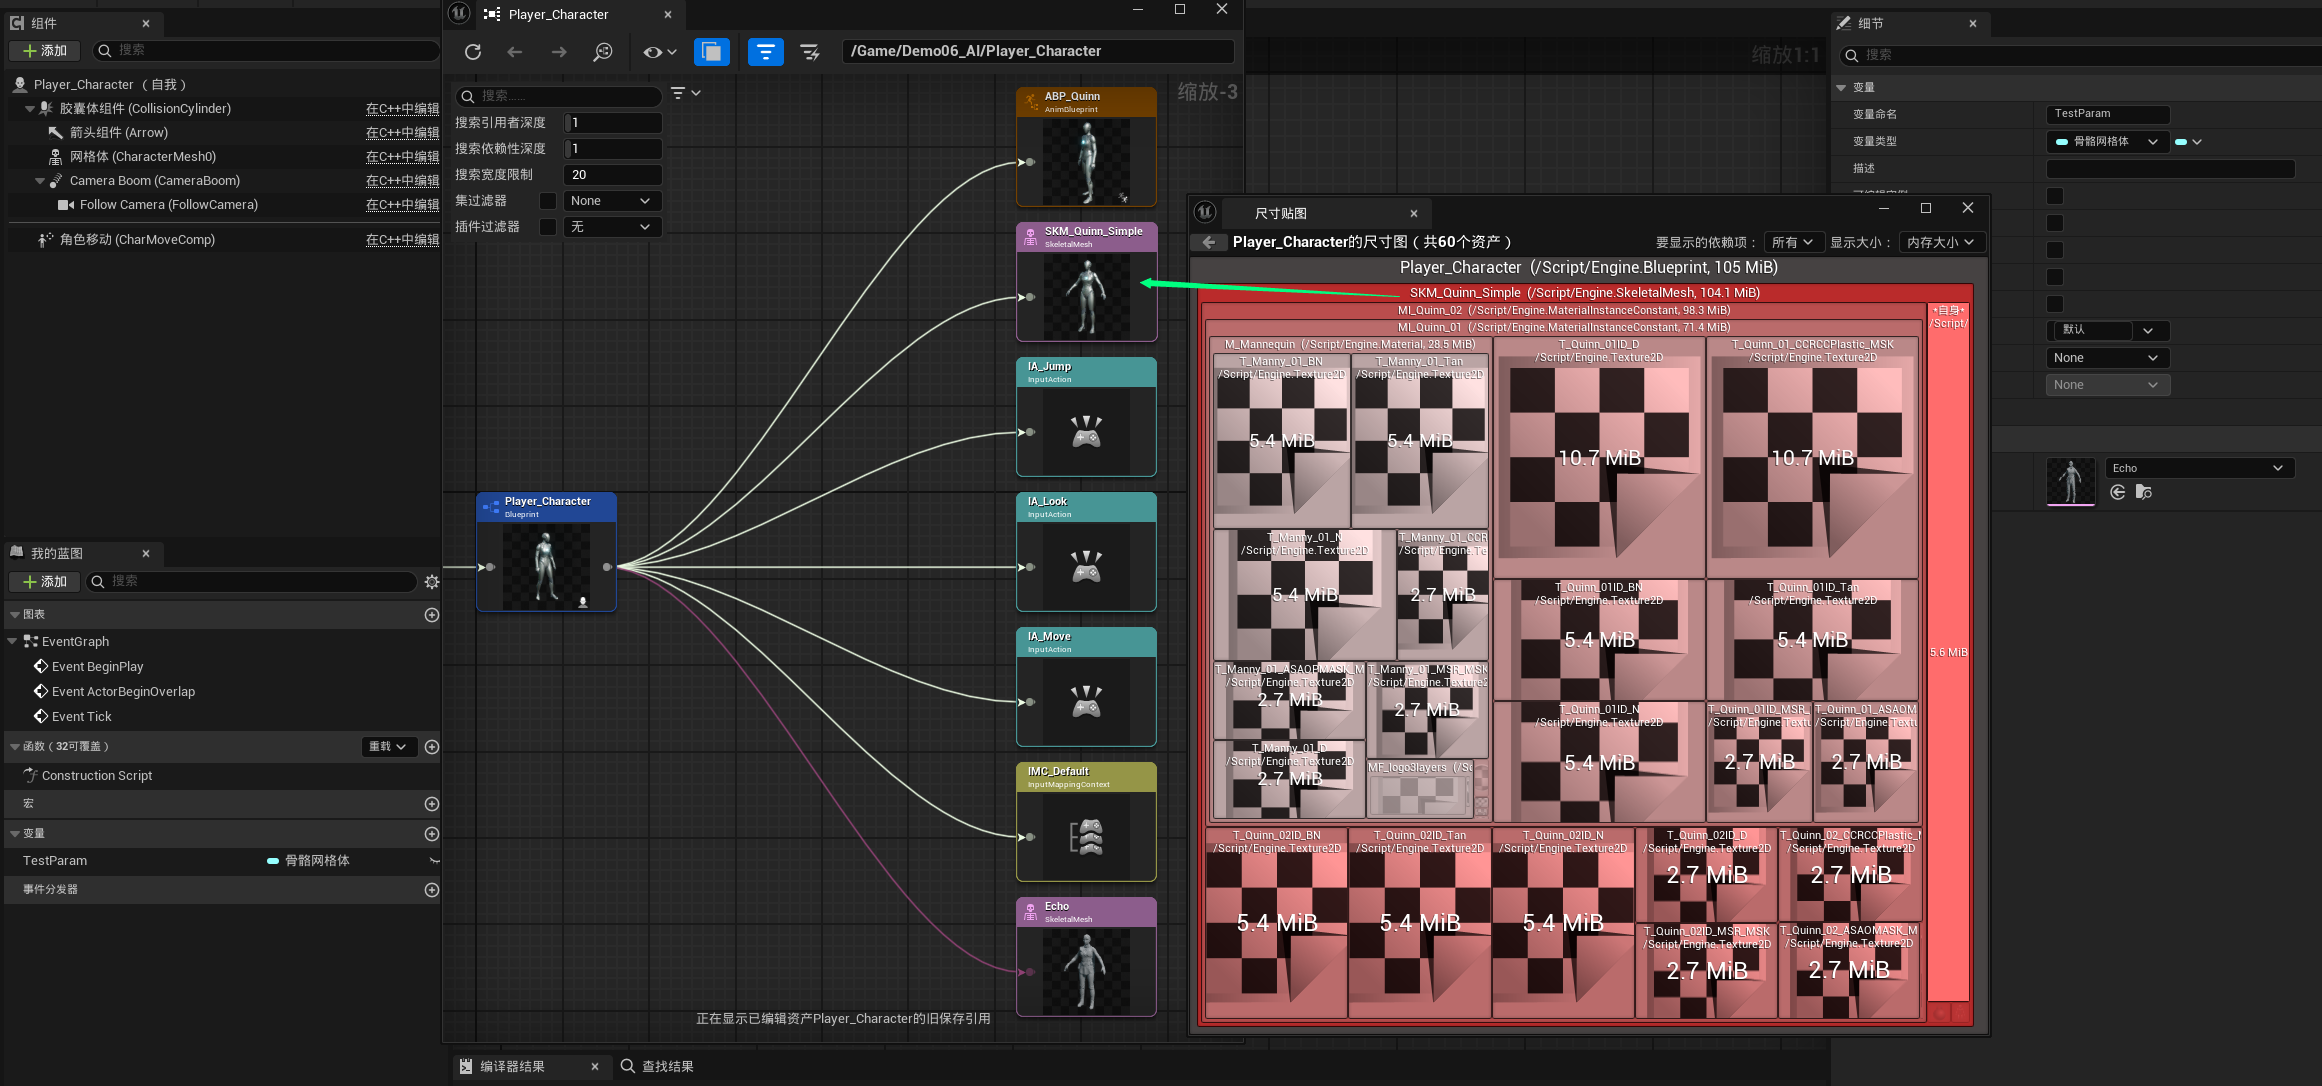 组件
添加
搜索
Player_Character （自我）
胶囊体组件 (CollisionCylinder)
在C++中编辑
箭头组件 (Arrow)
在C++中编辑
网格体 (CharacterMesh0)
在C++中编辑
Camera Boom (CameraBoom)
在C++中编辑
Follow Camera (FollowCamera)
在C++中编辑
角色移动 (CharMoveComp)
在C++中编辑
我的蓝图
添加
搜索
图表
EventGraph
Event BeginPlay
Event ActorBeginOverlap
Event Tick
函数（32可覆盖）
重载
Construction Script
宏
变量
TestParam
骨骼网格体
事件分发器
Player_Character
/Game/Demo06_AI/Player_Character
搜索......
缩放-3
搜索引用者深度
1
搜索依赖性深度
1
搜索宽度限制
20
集过滤器
None
插件过滤器
无
Player_Character
Blueprint
ABP_Quinn
AnimBlueprint
SKM_Quinn_Simple
SkeletalMesh
IA_Jump
InputAction
IA_Look
InputAction
IA_Move
InputAction
IMC_Default
InputMappingContext
Echo
SkeletalMesh
正在显示已编辑资产Player_Character的旧保存引用
编译器结果
查找结果
缩放1:1
尺寸贴图
Player_Character的尺寸图（共60个资产）
要显示的依赖项：
所有
显示大小：
内存大小
Player_Character (/Script/Engine.Blueprint, 105 MiB)
SKM_Quinn_Simple (/Script/Engine.SkeletalMesh, 104.1 MiB)
MI_Quinn_02 (/Script/Engine.MaterialInstanceConstant, 98.3 MiB)
MI_Quinn_01 (/Script/Engine.MaterialInstanceConstant, 71.4 MiB)
M_Mannequin (/Script/Engine.Material, 28.5 MiB)
T_Manny_01_BN
/Script/Engine.Texture2D
5.4 MiB
T_Manny_01_Tan
/Script/Engine.Texture2D
5.4 MiB
T_Quinn_01ID_D
/Script/Engine.Texture2D
10.7 MiB
T_Quinn_01_CCRCCPlastic_MSK
/Script/Engine.Texture2D
10.7 MiB
*自身*
/Script/
5.6 MiB
T_Manny_01_N
/Script/Engine.Texture2D
5.4 MiB
T_Manny_01_CCR
/Script/Engine.Te
2.7 MiB
T_Quinn_01ID_BN
/Script/Engine.Texture2D
5.4 MiB
T_Quinn_01ID_Tan
/Script/Engine.Texture2D
5.4 MiB
T_Manny_01_ASAOPMASK_M
/Script/Engine.Texture2D
2.7 MiB
T_Manny_01_MSR_MSK
/Script/Engine.Texture2
2.7 MiB
T_Quinn_01ID_N
/Script/Engine.Texture2D
5.4 MiB
T_Quinn_01ID_MSR_
/Script/Engine.Textu
2.7 MiB
T_Quinn_01_ASAOM
/Script/Engine.Textu
2.7 MiB
T_Manny_01_D
/Script/Engine.Texture2D
2.7 MiB
MF_logo3layers (/Sc
T_Quinn_02ID_BN
/Script/Engine.Texture2D
5.4 MiB
T_Quinn_02ID_Tan
/Script/Engine.Texture2D
5.4 MiB
T_Quinn_02ID_N
/Script/Engine.Texture2D
5.4 MiB
T_Quinn_02ID_D
/Script/Engine.Texture2D
2.7 MiB
T_Quinn_02_CCRCCPlastic_M
/Script/Engine.Texture2D
2.7 MiB
T_Quinn_02ID_MSR_MSK
/Script/Engine.Texture2D
2.7 MiB
T_Quinn_02_ASAOMASK_M
/Script/Engine.Texture2D
2.7 MiB
细节
搜索
变量
变量命名
TestParam
变量类型
骨骼网格体
描述
默认
None
None
Echo